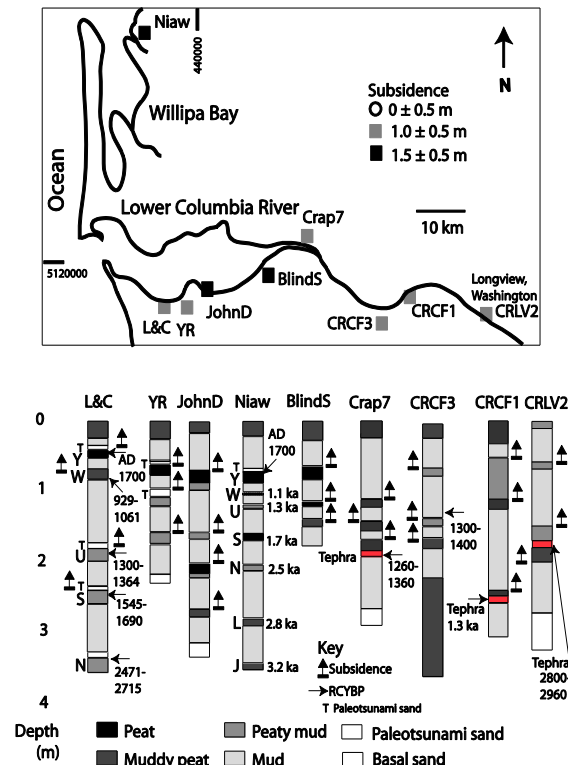 Niaw
440000
Willipa Bay
N
Subsidence
0 ± 0.5 m
1.0 ± 0.5 m
1.5 ± 0.5 m
Ocean
Lower Columbia River
Crap7
10 km
5120000
BlindS
JohnD
L&C
YR
CRCF3
CRCF1
Longview,
Washington
CRLV2
L&C
YR
JohnD
Niaw
BlindS
Crap7
CRCF3
CRCF1
CRLV2
0
1
2
3
4
Depth
(m)
T
Y
W
T
U
T
S
N
AD
1700
929-
1061
1300-
1364
1545-
1690
2471-
2715
T
T
AD
1700
T
Y
W
U
S
N
L
J
1.1 ka
1.3 ka
1.7 ka
2.5 ka
2.8 ka
3.2 ka
Tephra
1260-
1360
1300-
1400
Tephra
1.3 ka
Tephra
2800-
2960
Key
Subsidence
RCYBP
T Paleotsunami sand
Peat
Peaty mud
Paleotsunami sand
Muddy peat
Mud
Basal sand